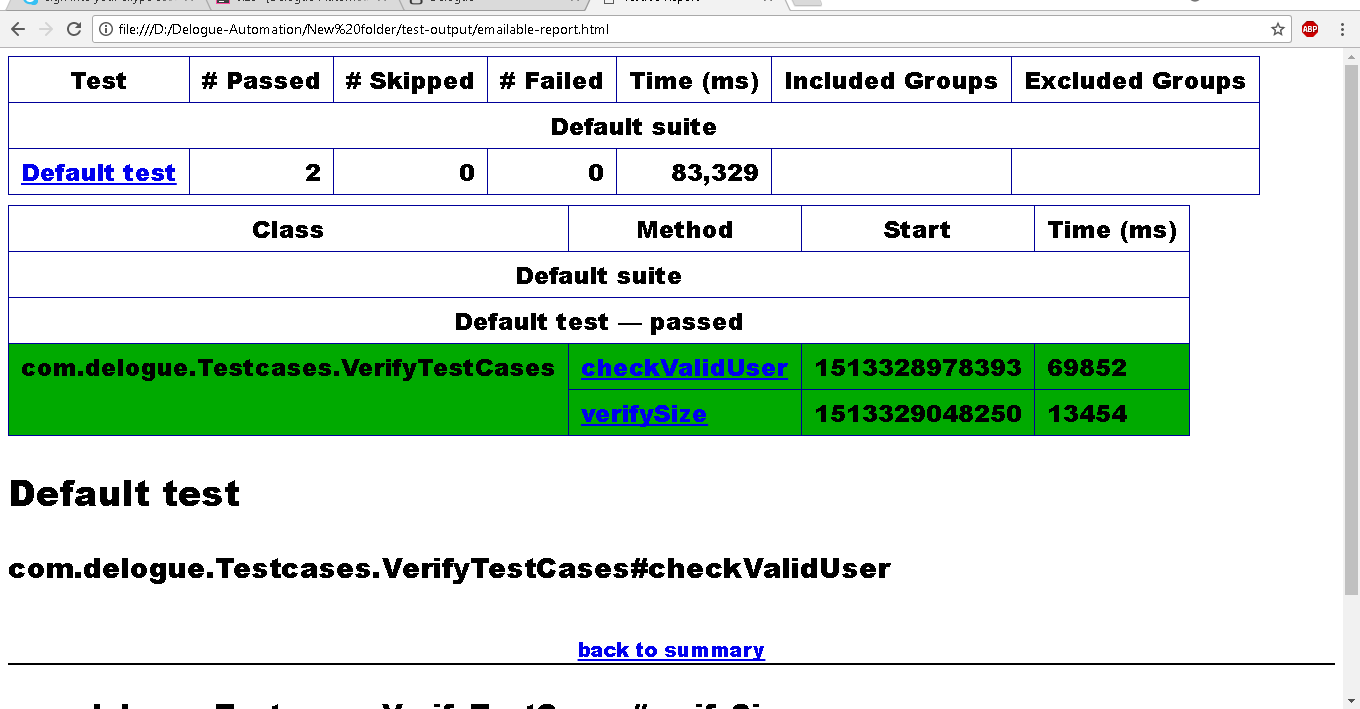 file:///D:/Delogue-Automation/New%20folder/test-output/emailable-report.html
ABP
Test # Passed # Skipped # Failed Time (ms) Included Groups Excluded Groups
Default suite
Default test 2 0 0 83,329
Class Method Start Time (ms)
Default suite
Default test — passed
com.delogue.Testcases.VerifyTestCases checkValidUser 1513328978393 69852
verifySize 1513329048250 13454
Default test
com.delogue.Testcases.VerifyTestCases#checkValidUser
back to summary